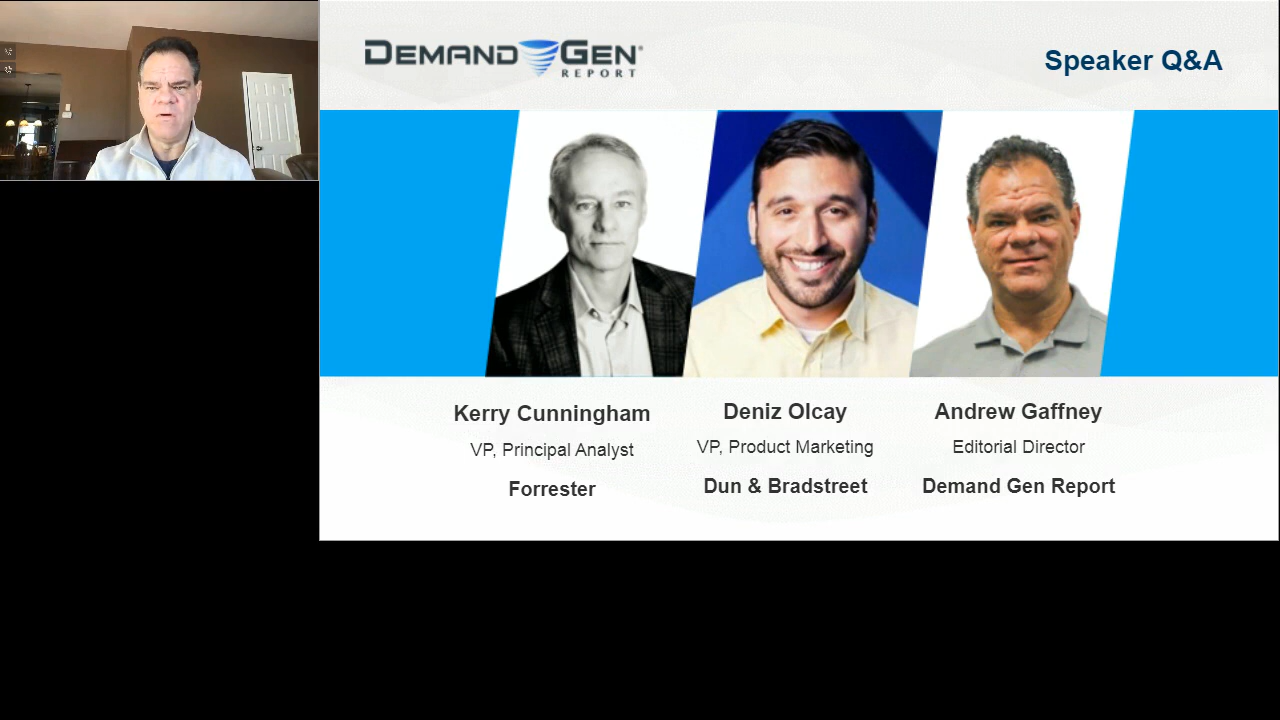 DEMAND GEN
REPORT
Speaker Q&A
Kerry Cunningham
VP, Principal Analyst
Forrester
Deniz Olcay
VP, Product Marketing
Dun & Bradstreet
Andrew Gaffney
Editorial Director
Demand Gen Report